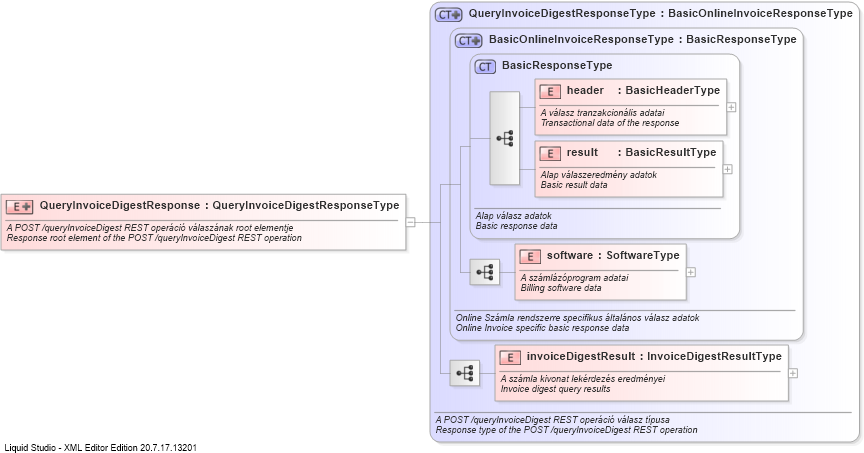 QueryInvoiceDigestResponseType : BasicOnlineInvoiceResponseType
CT
BasicOnlineInvoiceResponseType : BasicResponseType
CT
BasicResponseType
CT
header : BasicHeaderType
E
A válasz tranzakcionális adatai
Transactional data of the response
result : BasicResultType
E
Alap válaszeredmény adatok
Basic result data
QueryInvoiceDigestResponse : QueryInvoiceDigestResponseType
E
A POST /queryInvoiceDigest REST operáció válaszának root elementje
Response root element of the POST /queryInvoiceDigest REST operation
Alap válasz adatok
Basic response data
software : SoftwareType
E
A számlázóprogram adatai
Billing software data
Online Számla rendszerre specifikus általános válasz adatok
Online Invoice specific basic response data
invoiceDigestResult : InvoiceDigestResultType
E
A számla kivonat lekérdezés eredményei
Invoice digest query results
A POST /queryInvoiceDigest REST operáció válasz típusa
Response type of the POST /queryInvoiceDigest REST operation
Liquid Studio - XML Editor Edition 20.7.17.13201